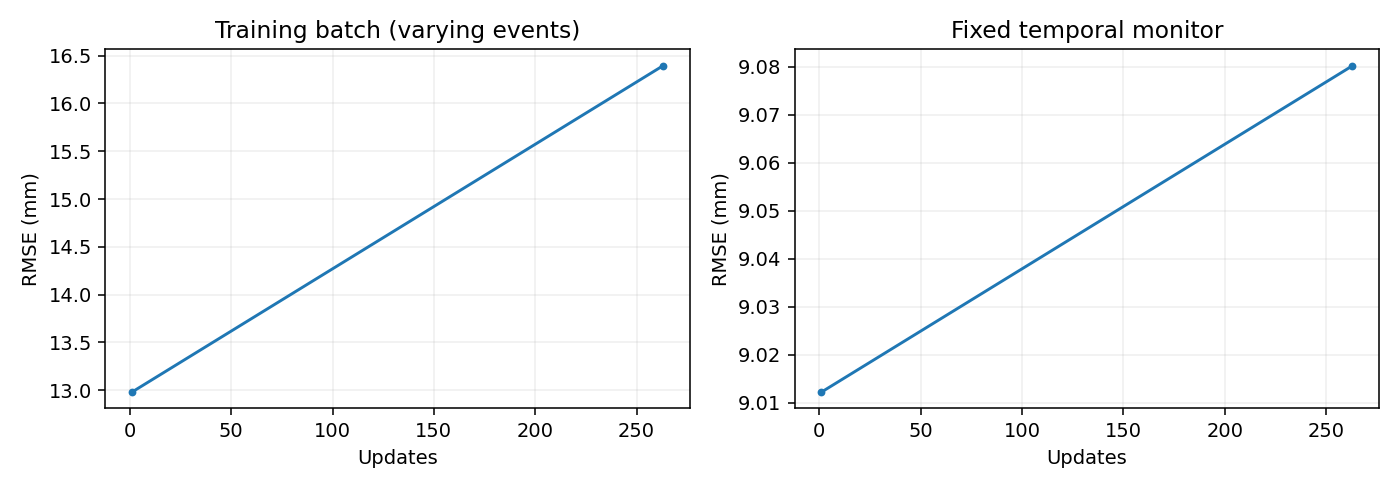 Training batch (varying events)
RMSE (mm)
16.5
16.0
15.5
15.0
14.5
14.0
13.5
13.0
0 50 100 150 200 250
Updates
Fixed temporal monitor
RMSE (mm)
9.08
9.07
9.06
9.05
9.04
9.03
9.02
9.01
0 50 100 150 200 250
Updates